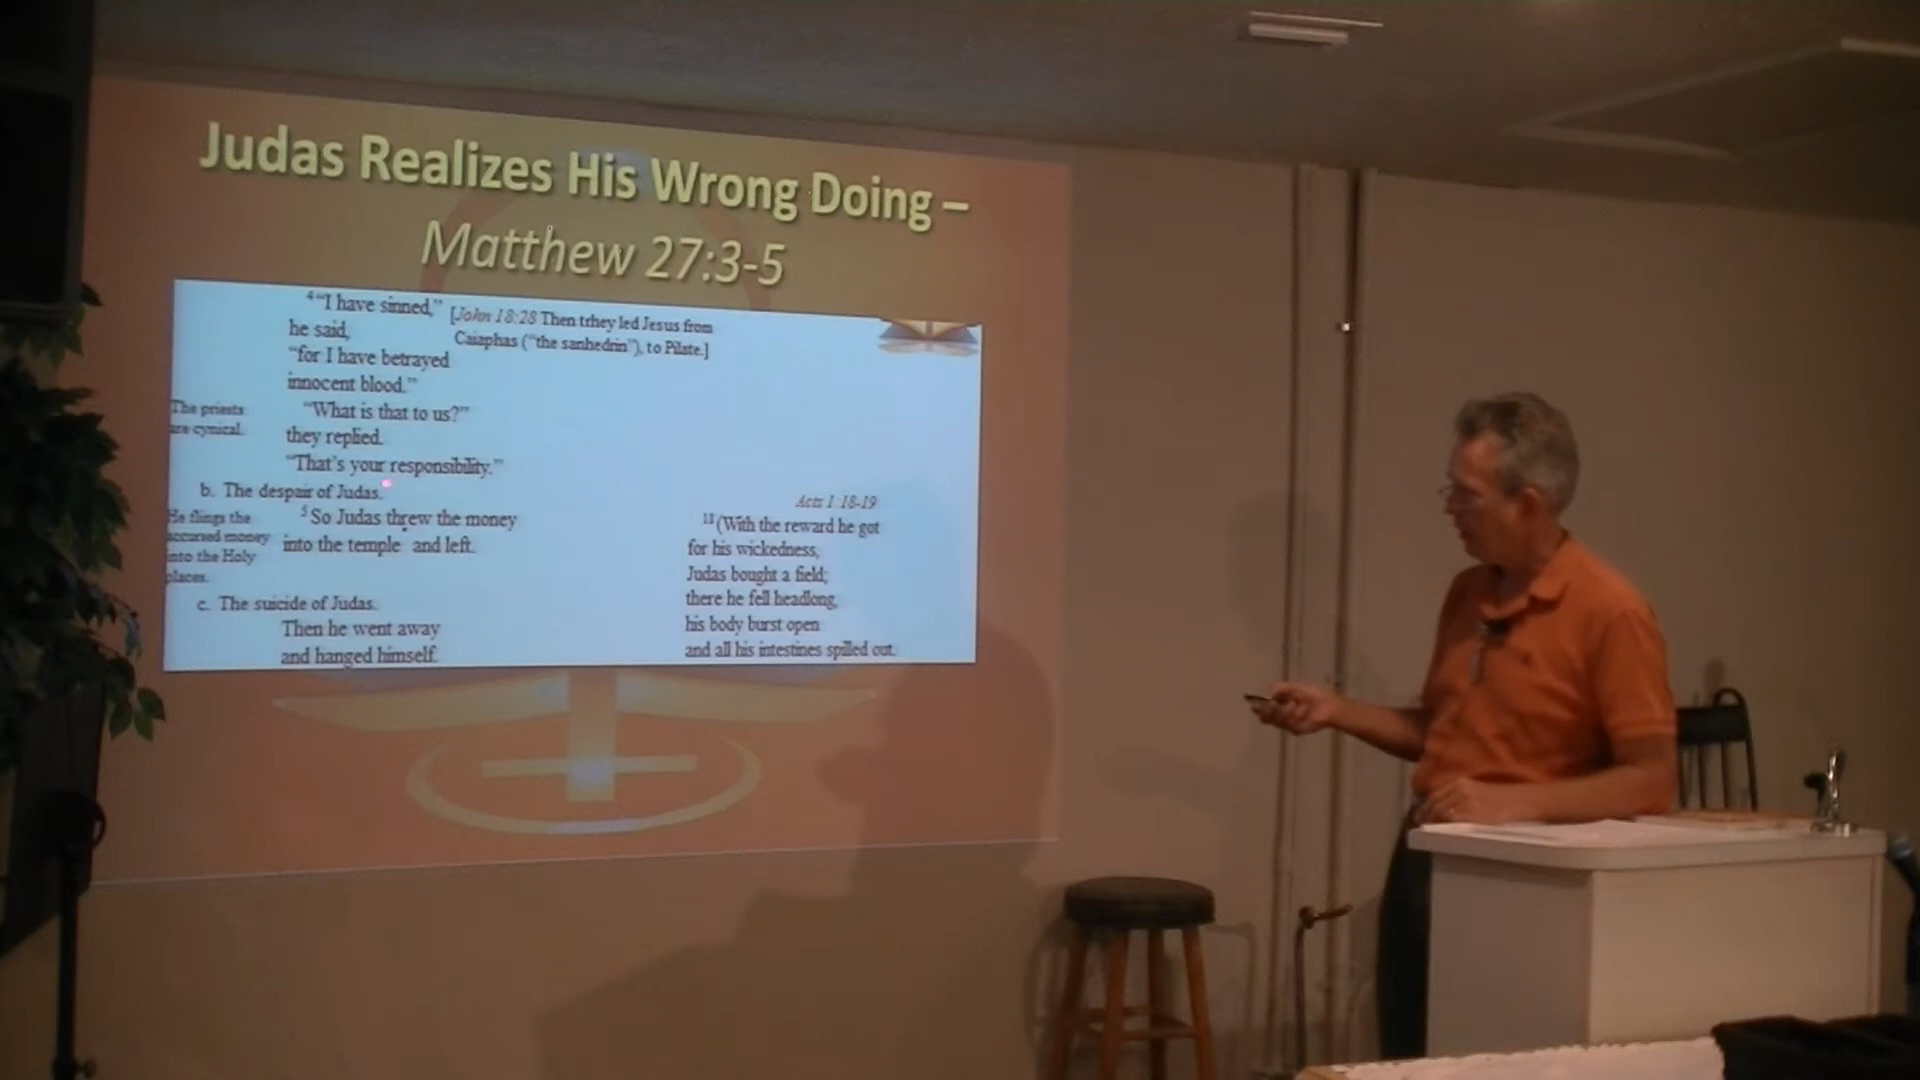 Judas Realizes His Wrong Doing –
Matthew 27:3-5
4 "I have sinned,"
he said,
"for I have betrayed
innocent blood."
[John 18:28 Then trhey led Jesus from
Caiaphas ("the sanhedrin"), to Pilate.]
The priests
are cynical.
"What is that to us?"
they replied.
"That's your responsibility."
b. The despair of Judas.
He flings the
accursed money
into the Holy
places.
5 So Judas threw the money
into the temple and left.
c. The suicide of Judas.
Then he went away
and hanged himself.
Acts 1 18-19
18 (With the reward he got
for his wickedness,
Judas bought a field;
there he fell headlong,
his body burst open
and all his intestines spilled out.